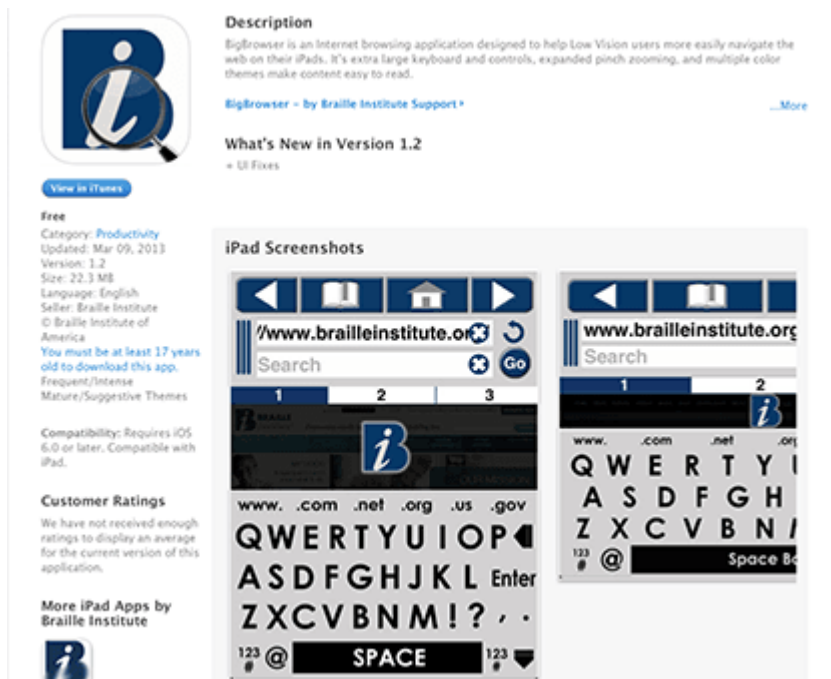 Description
BigBrowser is an Internet browsing application designed to help Low Vision users more easily navigate the
web on their iPads. It's extra large keyboard and controls, expanded pinch zooming, and multiple color
themes make content easy to read.
BigBrowser - by Braille Institute Support
...More
What's New in Version 1.2
+ UI Fixes
View in iTunes
Free
Category: Productivity
Updated: Mar 09, 2013
Version: 1.2
Size: 22.3 MB
Language: English
Seller: Braille Institute
© Braille Institute of
America
You must be at least 17 years
old to download this app.
Frequent/Intense
Mature/Suggestive Themes
Compatibility: Requires iOS
6.0 or later. Compatible with
iPad.
Customer Ratings
We have not received enough
ratings to display an average
for the current version of this
application.
More iPad Apps by
Braille Institute
iPad Screenshots
//www.brailleinstitute.or
Search
Go
1 2 3
BRAILLE
OUR MISSION
www. .com .net .org .us .gov
Q W E R T Y U I O P
A S D F G H J K L Enter
Z X C V B N M ! ? , .
123 # @ SPACE 123 #
www.brailleinstitute.org
Search
1 2
www. .com .net .org
Q W E R T Y U
A S D F G H
Z X C V B N
123 # @ Space Ba